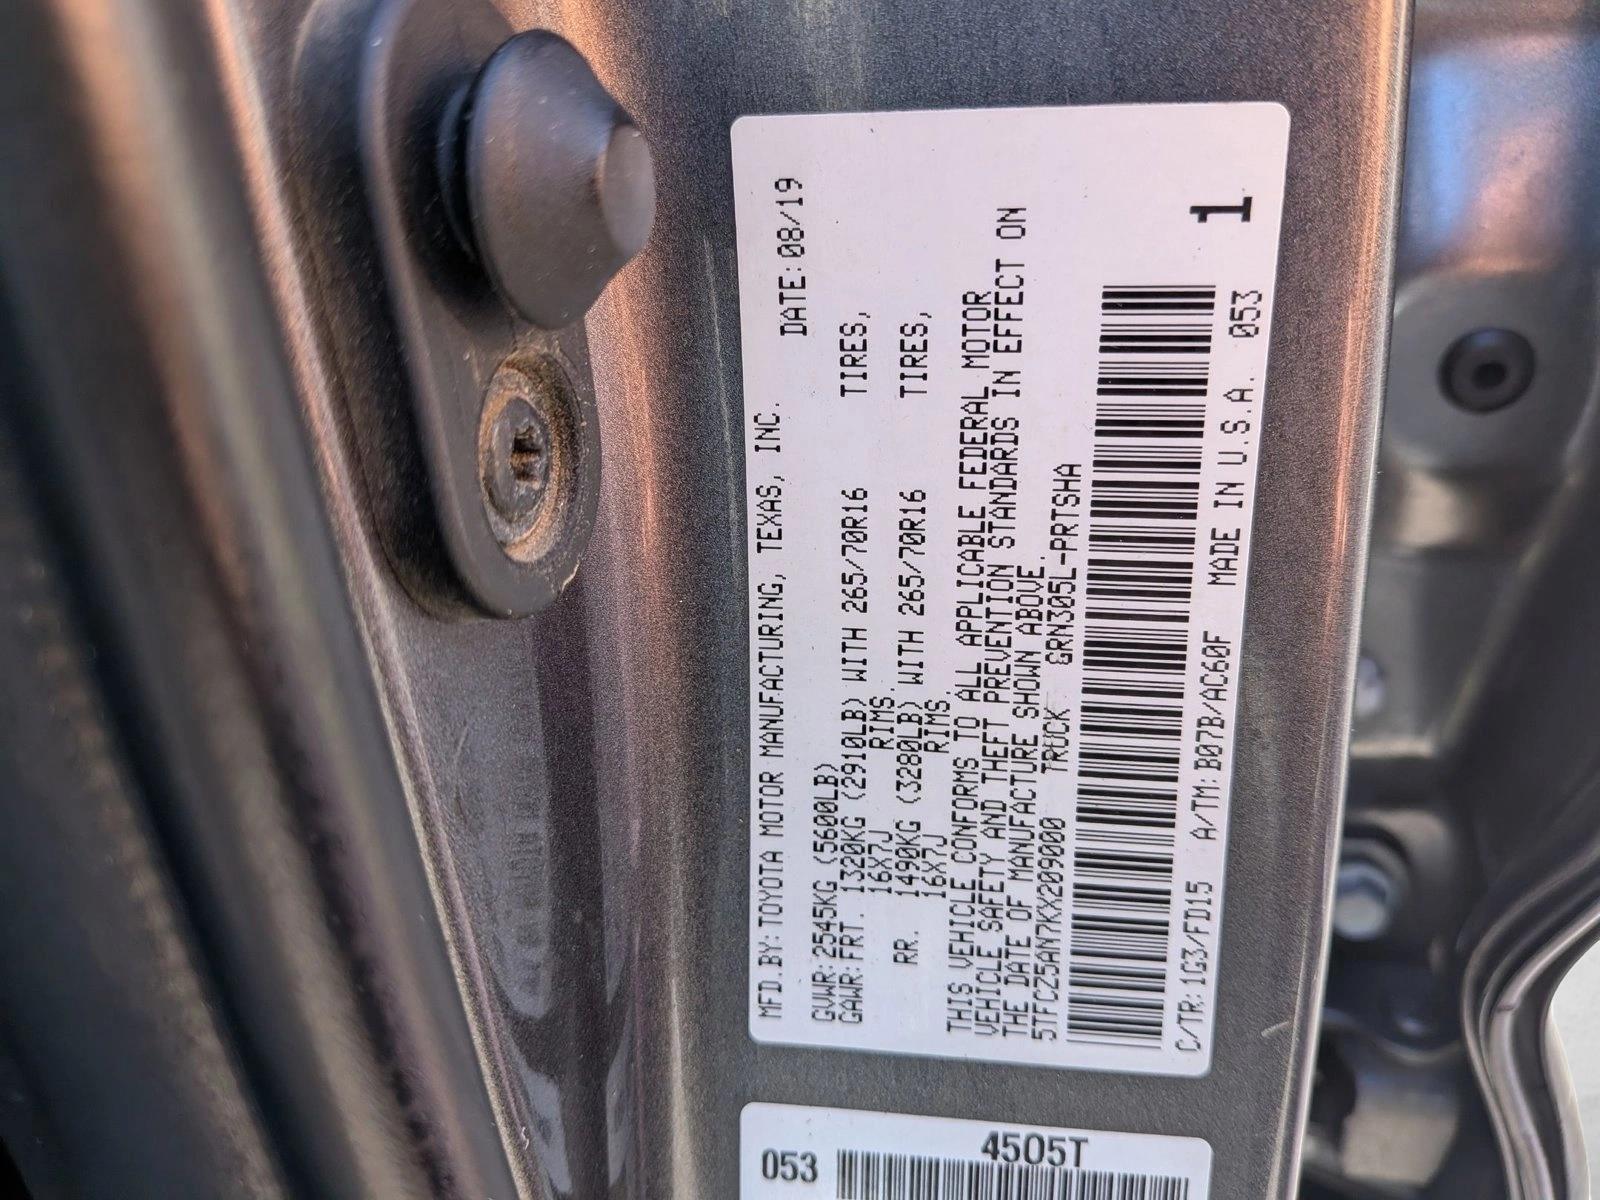 MFD.BY:TOYOTA MOTOR MANUFACTURING, TEXAS, INC.
DATE:08/19
GVWR:2545KG (5600LB)
GAWR:FRT. 1320KG (2910LB) WITH 265/70R16 TIRES,
16X7J RIMS,
RR. 1490KG (3280LB) WITH 265/70R16 TIRES,
16X7J RIMS.
THIS VEHICLE CONFORMS TO ALL APPLICABLE FEDERAL MOTOR
VEHICLE SAFETY AND THEFT PREVENTION STANDARDS IN EFFECT ON
THE DATE OF MANUFACTURE SHOWN ABOVE.
5TFCZ5AN7KX209000 TRUCK GRN305L-PRTSHA
C/TR:1G3/FD15 A/TM:B07B/AC60F MADE IN U.S.A. 053
1
4505T
053